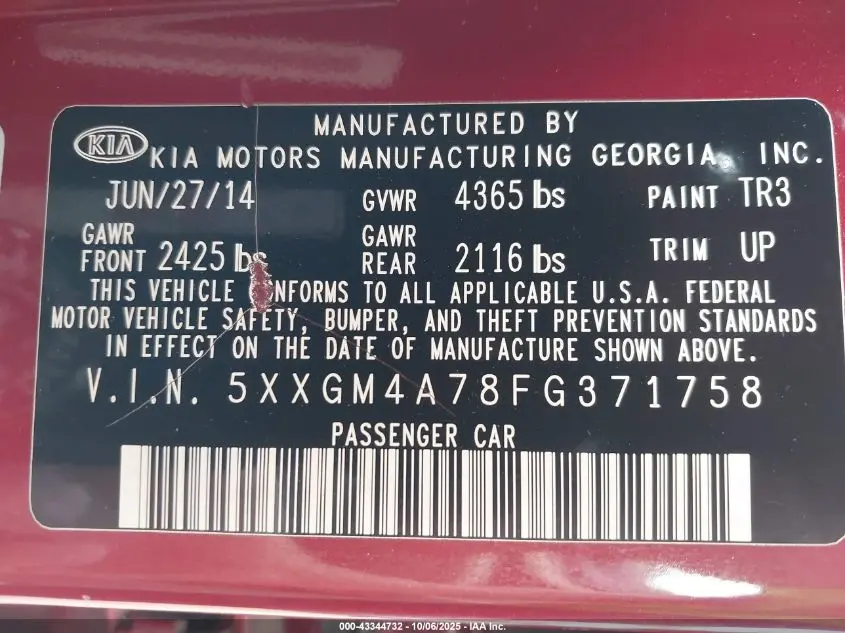 MANUFACTURED BY
KIA KIA MOTORS MANUFACTURING GEORGIA, INC.
JUN/27/14 GVWR 4365 lbs PAINT TR3
GAWR FRONT 2425 lbs GAWR REAR 2116 lbs TRIM UP
THIS VEHICLE NFORMS TO ALL APPLICABLE U.S.A. FEDERAL
MOTOR VEHICLE SAFETY, BUMPER, AND THEFT PREVENTION STANDARDS
IN EFFECT ON THE DATE OF MANUFACTURE SHOWN ABOVE.
V.I.N. 5XXGM4A78FG371758
PASSENGER CAR
000-43344732 - 10/06/2025 - IAA Inc.